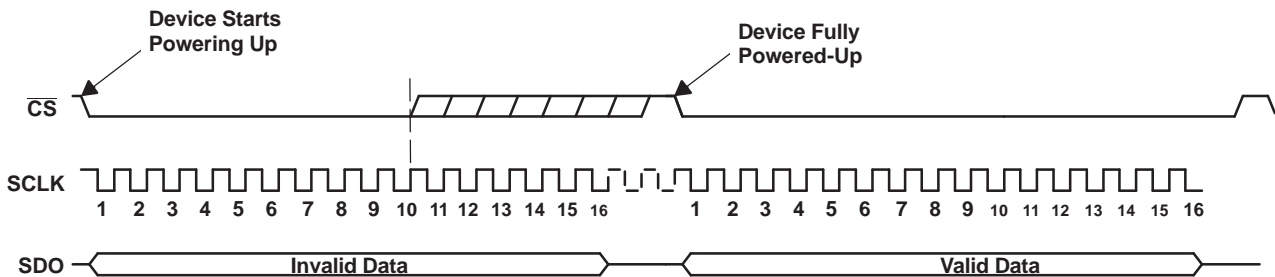 Device Starts
Powering Up
Device Fully
Powered-Up
CS
SCLK
1 2 3 4 5 6 7 8 9 10 11 12 13 14 15 16 1 2 3 4 5 6 7 8 9 10 11 12 13 14 15 16
SDO Invalid Data Valid Data